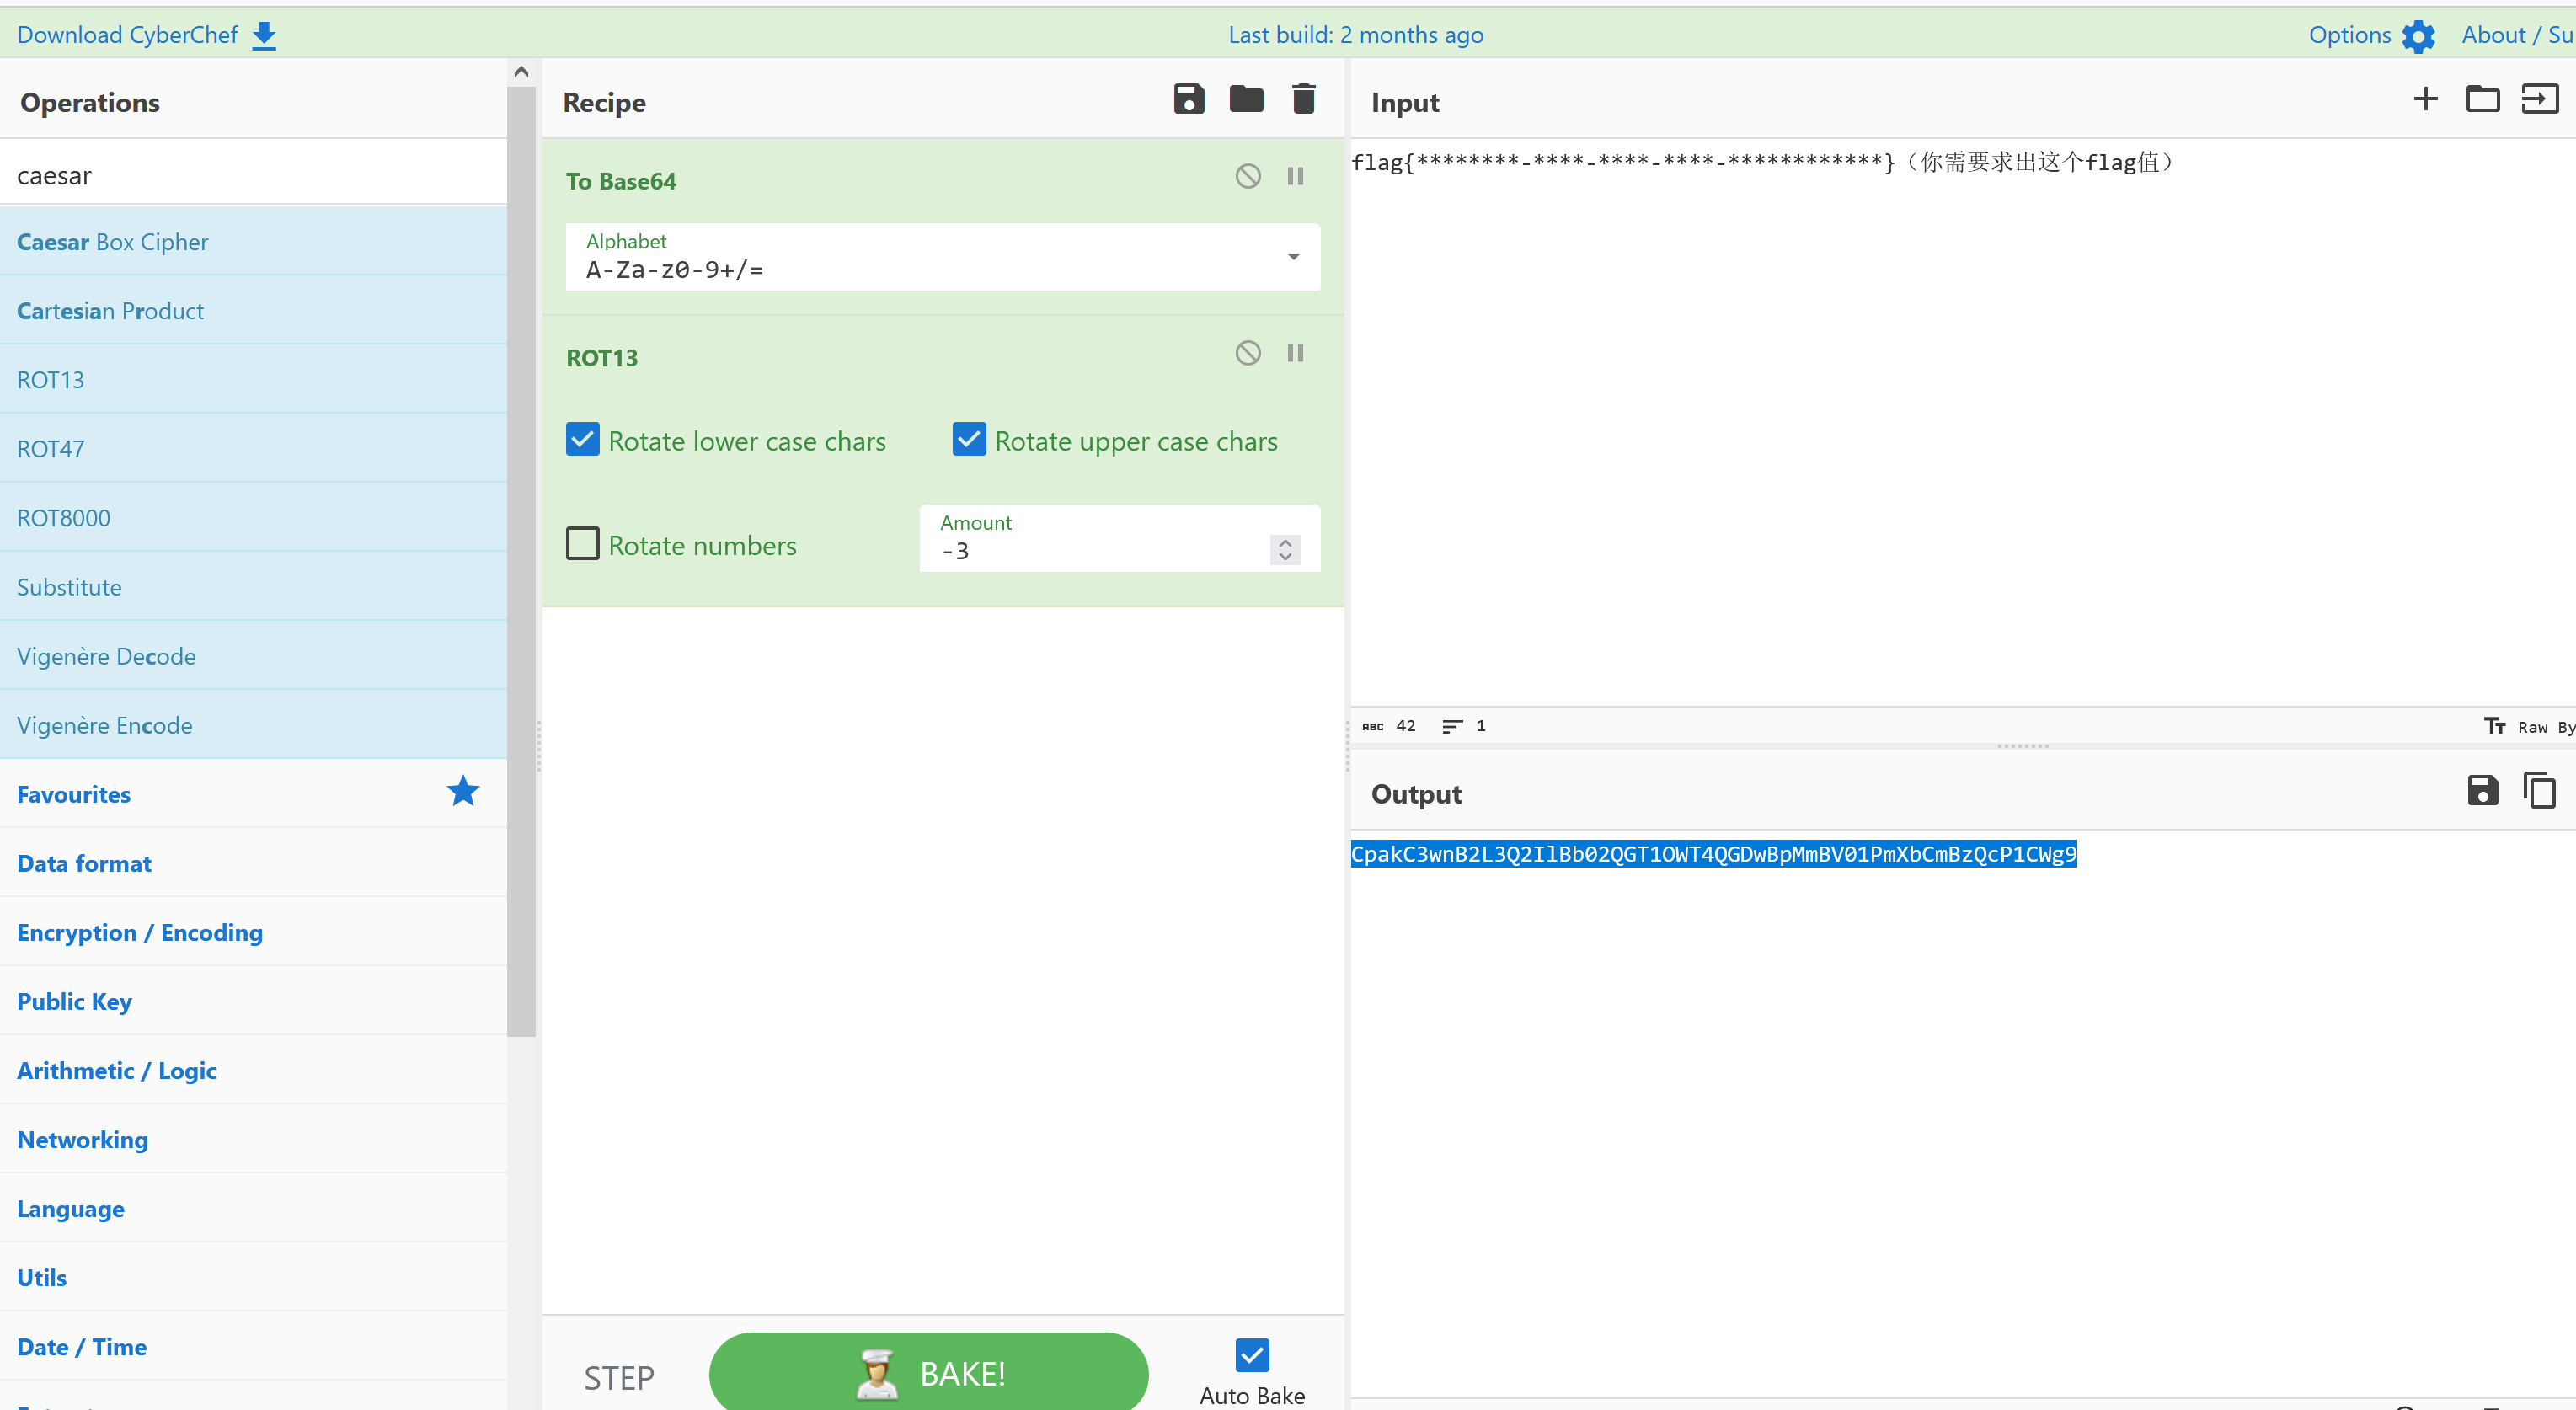 Download CyberChef
Last build: 2 months ago
Options
About / Su
Operations
caesar
Caesar Box Cipher
Cartesian Product
ROT13
ROT47
ROT8000
Substitute
Vigenère Decode
Vigenère Encode
Favourites
Data format
Encryption / Encoding
Public Key
Arithmetic / Logic
Networking
Language
Utils
Date / Time
Recipe
To Base64
Alphabet
A-Za-z0-9+/=
ROT13
Rotate lower case chars
Rotate upper case chars
Rotate numbers
Amount
-3
STEP
BAKE!
Auto Bake
Input
flag{********-****-****-****-************}（你需要求出这个flag值）
ABC 42
1
Tт Raw By
Output
CpakC3wnB2L3Q2IlBb02QGT1OWT4QGDwBpMmBV01PmXbCmBzQcP1CWg9